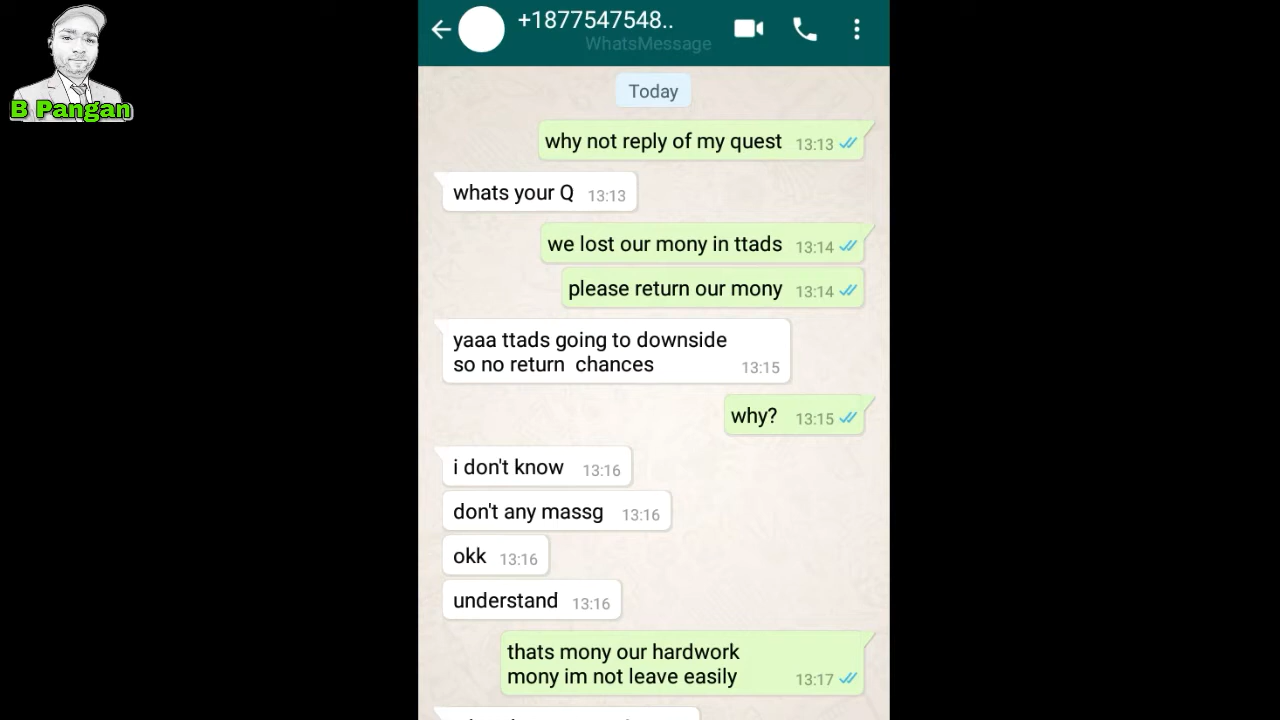 B Pangan
+1877547548..
WhatsMessage
Today
why not reply of my quest 13:13
whats your Q 13:13
we lost our mony in ttads 13:14
please return our mony 13:14
yaaa ttads going to downside
so no return chances 13:15
why? 13:15
i don't know 13:16
don't any massg 13:16
okk 13:16
understand 13:16
thats mony our hardwork
mony im not leave easily 13:17